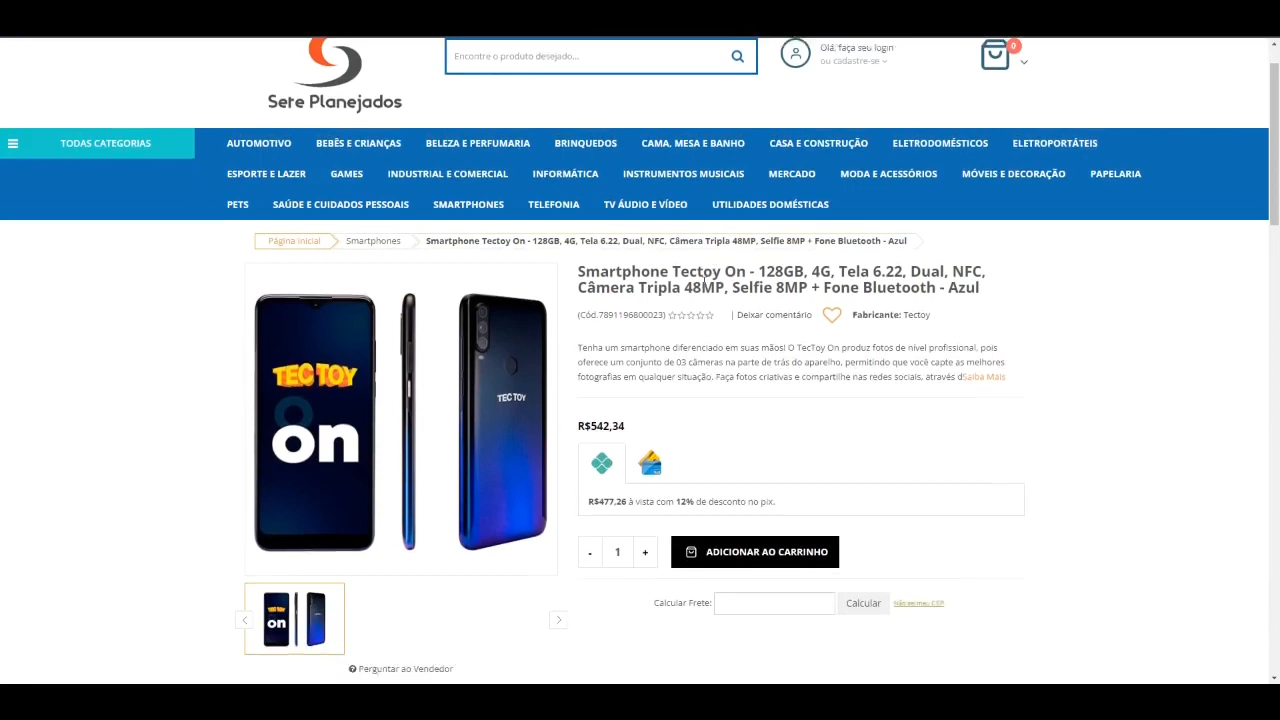 Sete Planejados
Encontre o produto desejado...
Olá, faça seu login
ou cadastre-se
0
TODAS CATEGORIAS
AUTOMOTIVO BEBÊS E CRIANÇAS BELEZA E PERFUMARIA BRINQUEDOS CAMA, MESA E BANHO CASA E CONSTRUÇÃO ELETRODOMÉSTICOS ELETROPORTÁTEIS
ESPORTE E LAZER GAMES INDUSTRIAL E COMERCIAL INFORMÁTICA INSTRUMENTOS MUSICAIS MERCADO MODA E ACESSÓRIOS MÓVEIS E DECORAÇÃO PAPELARIA
PETS SAÚDE E CUIDADOS PESSOAIS SMARTPHONES TELEFONIA TV ÁUDIO E VÍDEO UTILIDADES DOMÉSTICAS
Página inicial Smartphones Smartphone Tectoy On - 128GB, 4G, Tela 6.22, Dual, NFC, Câmera Tripla 48MP, Selfie 8MP + Fone Bluetooth - Azul
TECTOY
on
TECTOY
Smartphone Tectoy On - 128GB, 4G, Tela 6.22, Dual, NFC,
Câmera Tripla 48MP, Selfie 8MP + Fone Bluetooth - Azul
(Cód.7891196800023) | Deixar comentário Fabricante: Tectoy
Tenha um smartphone diferenciado em suas mãos! O TecToy On produz fotos de nível profissional, pois
oferece um conjunto de 03 câmeras na parte de trás do aparelho, permitindo que você capte as melhores
fotografias em qualquer situação. Faça fotos criativas e compartilhe nas redes sociais, através dSaiba Mais
R$542,34
R$477,26 à vista com 12% de desconto no pix.
- 1 + ADICIONAR AO CARRINHO
Calcular Frete: Calcular Não sei meu CEP
on
Perguntar ao Vendedor